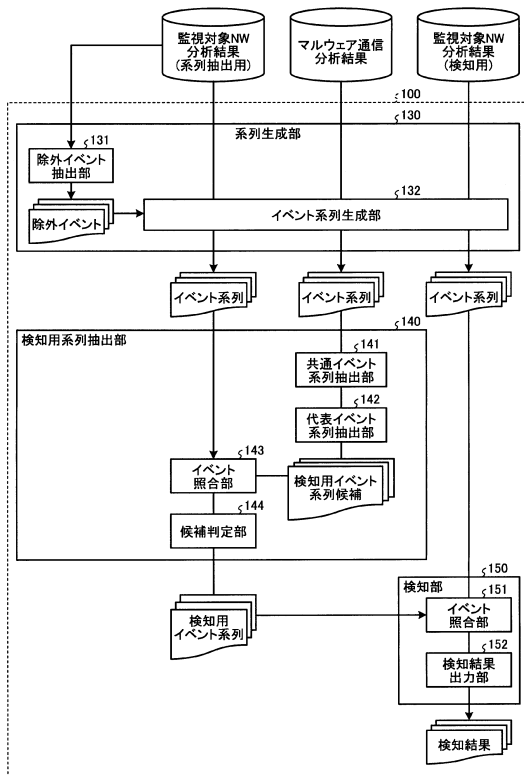 監視対象NW
分析結果
(系列抽出用)
マルウェア通信
分析結果
監視対象NW
分析結果
(検知用)
100
130
系列生成部
131
除外イベント
抽出部
除外イベント
132
イベント系列生成部
イベント系列
イベント系列
イベント系列
140
検知用系列抽出部
141
共通イベント
系列抽出部
142
代表イベント
系列抽出部
143
イベント
照合部
検知用イベント
系列候補
144
候補判定部
検知用
イベント系列
150
検知部
151
イベント
照合部
152
検知結果
出力部
検知結果